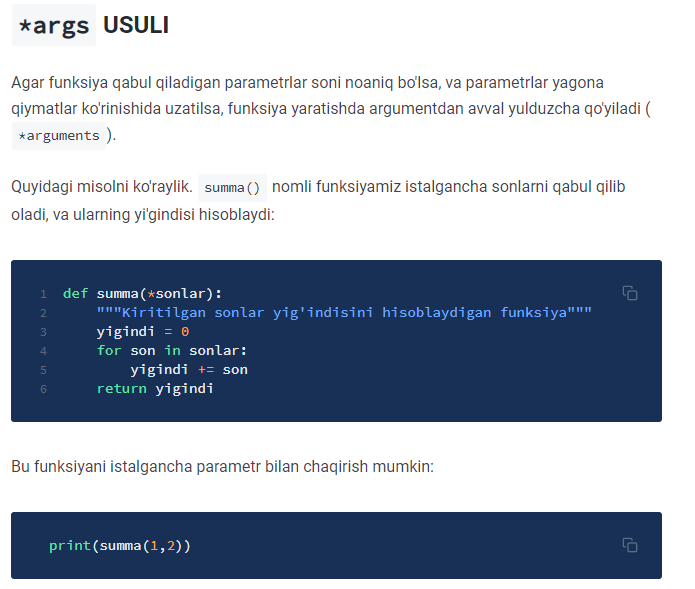 *args USULI
Agar funksiya qabul qiladigan parametrlar soni noaniq bo'lsa, va parametrlar yagona
qiymatlar ko'rinishida uzatilsa, funksiya yaratishda argumentdan avval yulduzcha qo'yiladi (
*arguments ).
Quyidagi misolni ko'raylik. summa() nomli funksiyamiz istalgancha sonlarni qabul qilib
oladi, va ularning yi'gindisi hisoblaydi:
1 def summa(*sonlar):
2     """Kiritilgan sonlar yig'indisini hisoblaydigan funksiya"""
3     yigindi = 0
4     for son in sonlar:
5         yigindi += son
6     return yigindi
Bu funksiyani istalgancha parametr bilan chaqirish mumkin:
print(summa(1,2))